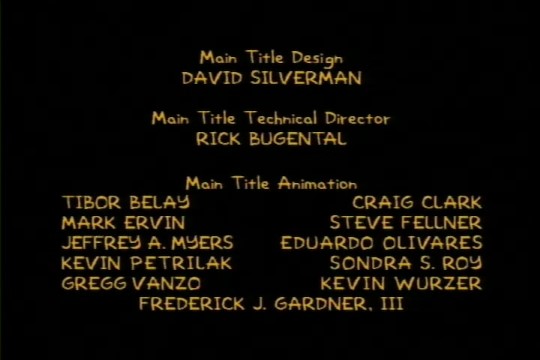 Main Title Design
DAVID SILVERMAN
Main Title Technical Director
RICK BUGENTAL
Main Title Animation
TIBOR BELAY CRAIG CLARK
MARK ERVIN STEVE FELLNER
JEFFREY A. MYERS EDUARDO OLIVARES
KEVIN PETRILAK SONDRA S. ROY
GREGG VANZO KEVIN WURZER
FREDERICK J. GARDNER, III